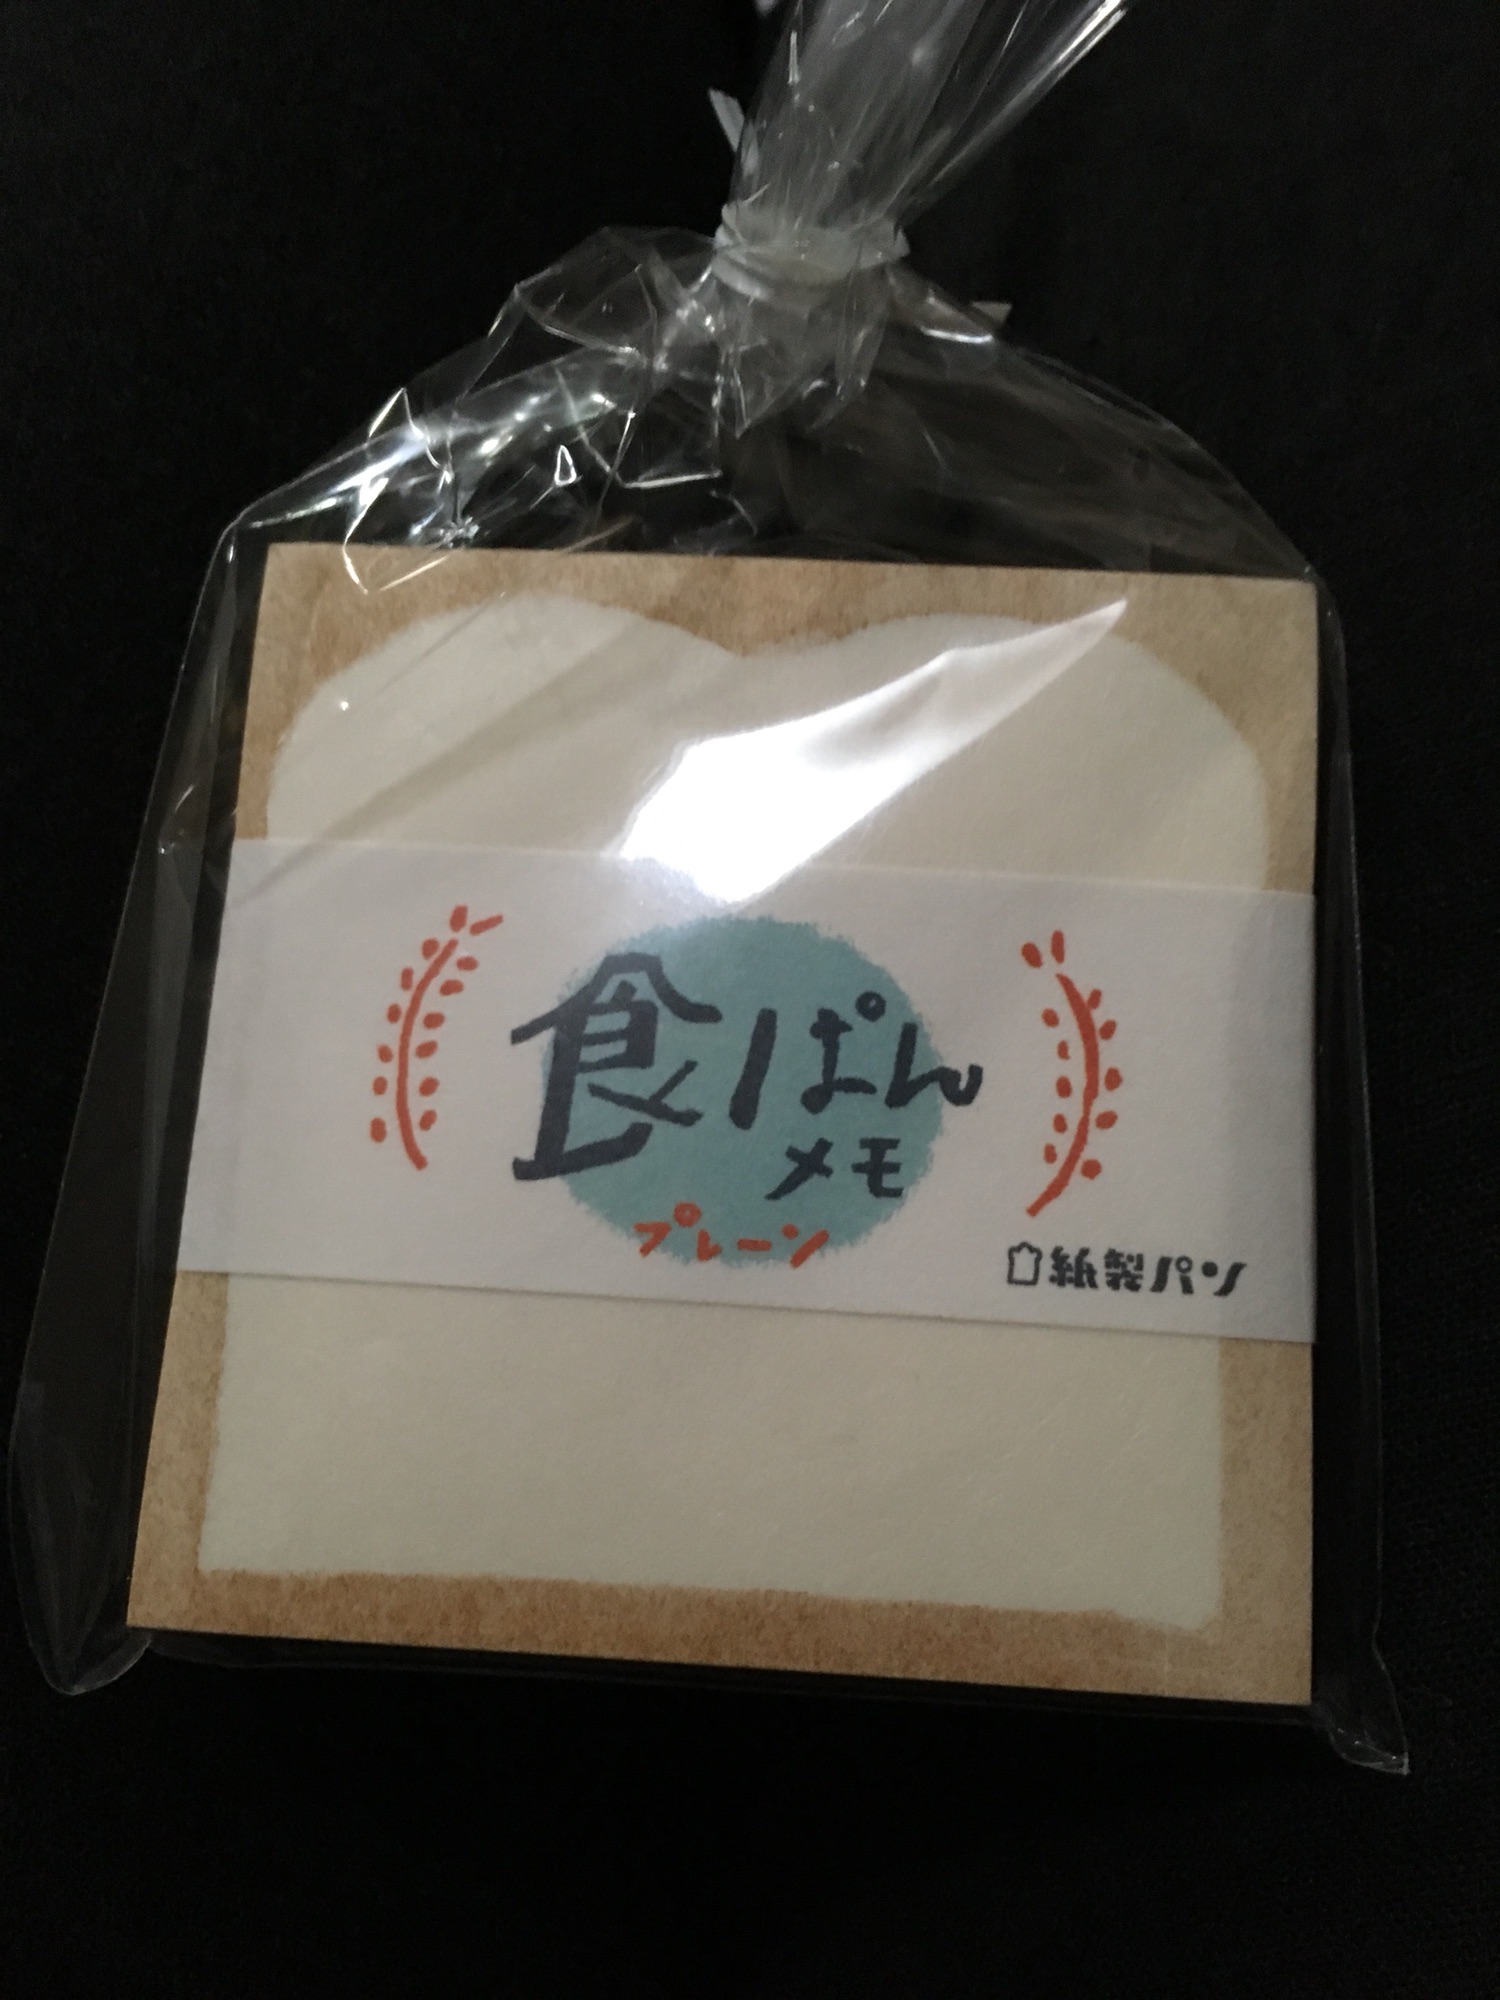 食ぱん
メモ
プレーン
紙製パン